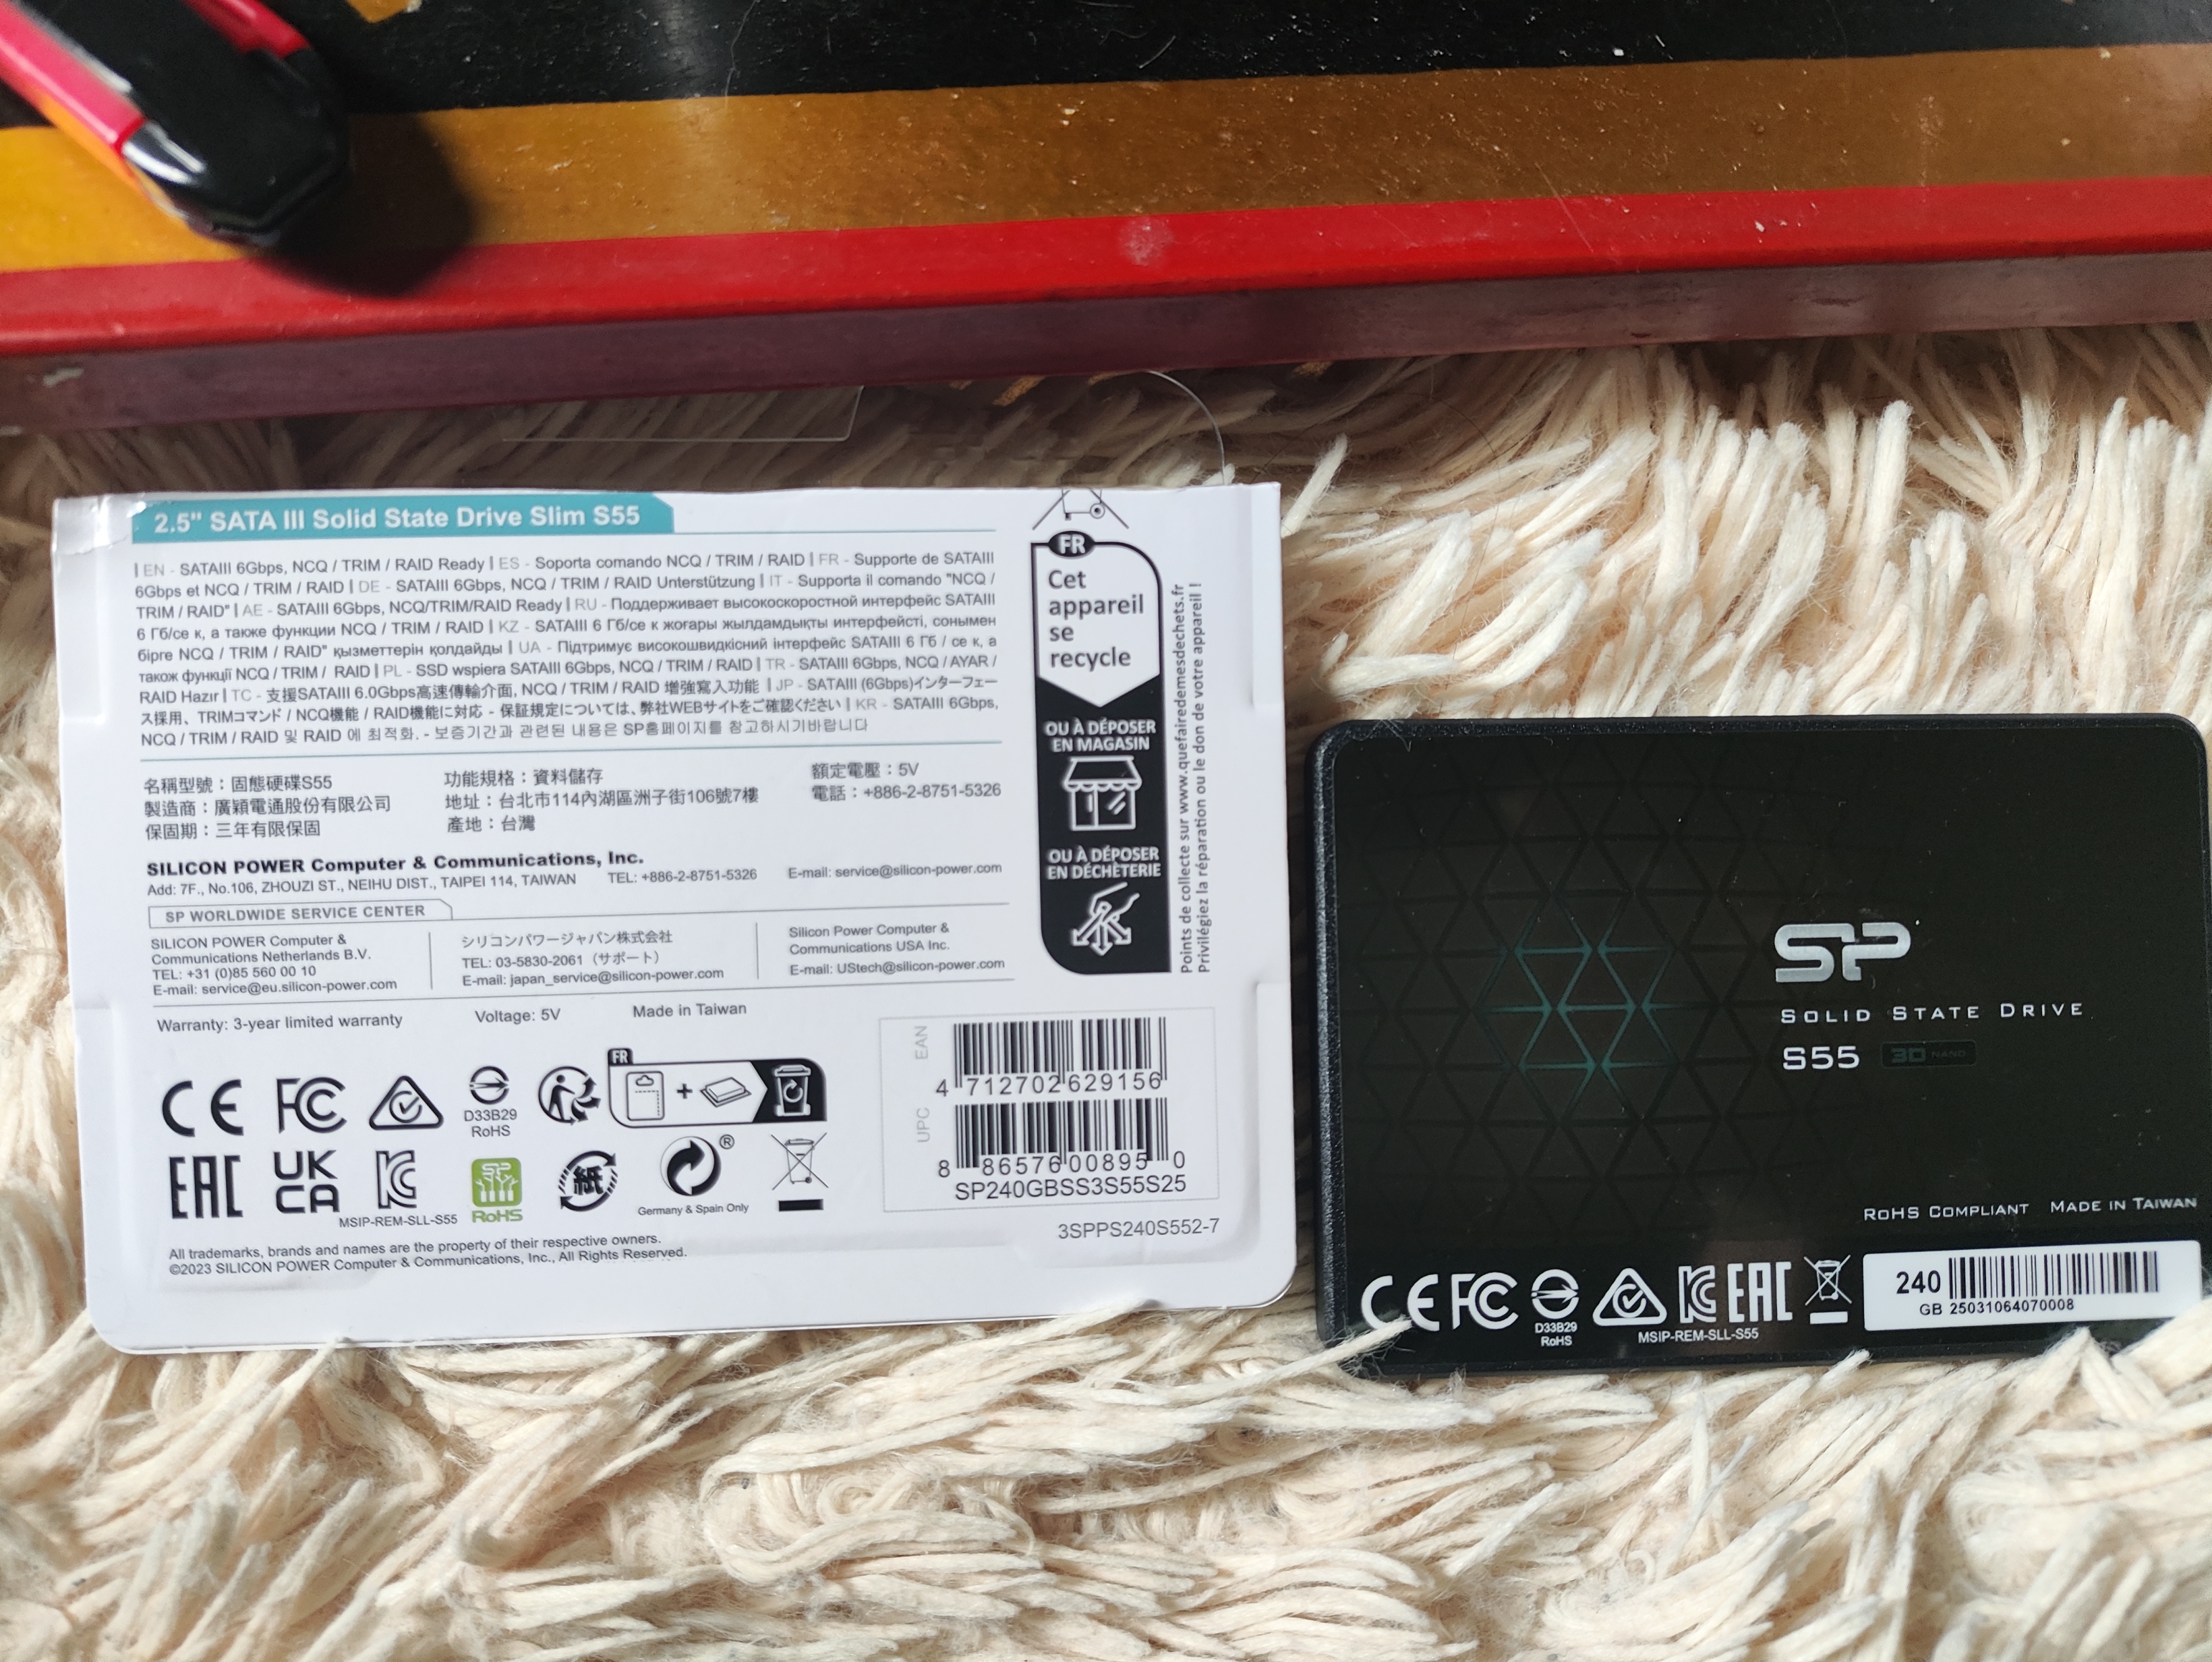 2.5" SATA III Solid State Drive Slim S55
| EN - SATAIII 6Gbps, NCQ / TRIM / RAID Ready | ES - Soporta comando NCQ / TRIM / RAID | FR - Supporte de SATAIII
6Gbps et NCQ / TRIM / RAID | DE - SATAIII 6Gbps, NCQ / TRIM / RAID Unterstützung | IT - Supporta il comando "NCQ /
TRIM / RAID" | AE - SATAIII 6Gbps, NCQ/TRIM/RAID Ready | RU - Поддерживает высокоскоростной интерфейс SATAIII
6 Гб/се к, а также функции NCQ / TRIM / RAID | KZ - SATAIII 6 Гб/се к жоғары жылдамдықты интерфейсті, сонымен
бірге NCQ / TRIM / RAID" қызметтерін қолдайды | UA - Підтримує високошвидкісний інтерфейс SATAIII 6 Гб / се к, а
також функції NCQ / TRIM / RAID | PL - SSD wspiera SATAIII 6Gbps, NCQ / TRIM / RAID | TR - SATAIII 6Gbps, NCQ / AYAR /
RAID Hazır | TC - 支援SATAIII 6.0Gbps高速傳輸介面, NCQ / TRIM / RAID 增強寫入功能 | JP - SATAIII (6Gbps)インターフェー
ス採用、TRIMコマンド / NCQ機能 / RAID機能に対応 - 保証規定については、弊社WEBサイトをご確認ください | KR - SATAIII 6Gbps,
NCQ / TRIM / RAID 및 RAID 에 최적화. - 보증기간과 관련된 내용은 SP홈페이지를 참고하시기바랍니다
名稱型號：固態硬碟S55
功能規格：資料儲存
額定電壓：5V
製造商：廣穎電通股份有限公司
地址：台北市114內湖區洲子街106號7樓
電話：+886-2-8751-5326
保固期：三年有限保固
產地：台灣
SILICON POWER Computer & Communications, Inc.
Add: 7F., No.106, ZHOUZI ST., NEIHU DIST., TAIPEI 114, TAIWAN TEL: +886-2-8751-5326 E-mail: service@silicon-power.com
SP WORLDWIDE SERVICE CENTER
SILICON POWER Computer &
Communications Netherlands B.V.
TEL: +31 (0)85 560 00 10
E-mail: service@eu.silicon-power.com
シリコンパワージャパン株式会社
TEL: 03-5830-2061（サポート）
E-mail: japan_service@silicon-power.com
Silicon Power Computer &
Communications USA Inc.
E-mail: UStech@silicon-power.com
Warranty: 3-year limited warranty Voltage: 5V Made in Taiwan
CE FC
D33B29
RoHS
FR
EAC
UK
CA
MSIP-REM-SLL-S55
SP
RoHS
紙
®
Germany & Spain Only
All trademarks, brands and names are the property of their respective owners.
©2023 SILICON POWER Computer & Communications, Inc., All Rights Reserved.
EAN
4 712702 629156
UPC
8 86576 00895 0
SP240GBSS3S55S25
3SPPS240S552-7
FR
Cet
appareil
se
recycle
OU À DÉPOSER
EN MAGASIN
OU À DÉPOSER
EN DÉCHÈTERIE
Points de collecte sur www.quefairedemesdechets.fr
Privilégiez la réparation ou le don de votre appareil !
SP
SOLID STATE DRIVE
S55 3D NAND
RoHS COMPLIANT MADE IN TAIWAN
CE FC
D33B29
RoHS
MSIP-REM-SLL-S55
EAC
240
GB 25031064070008